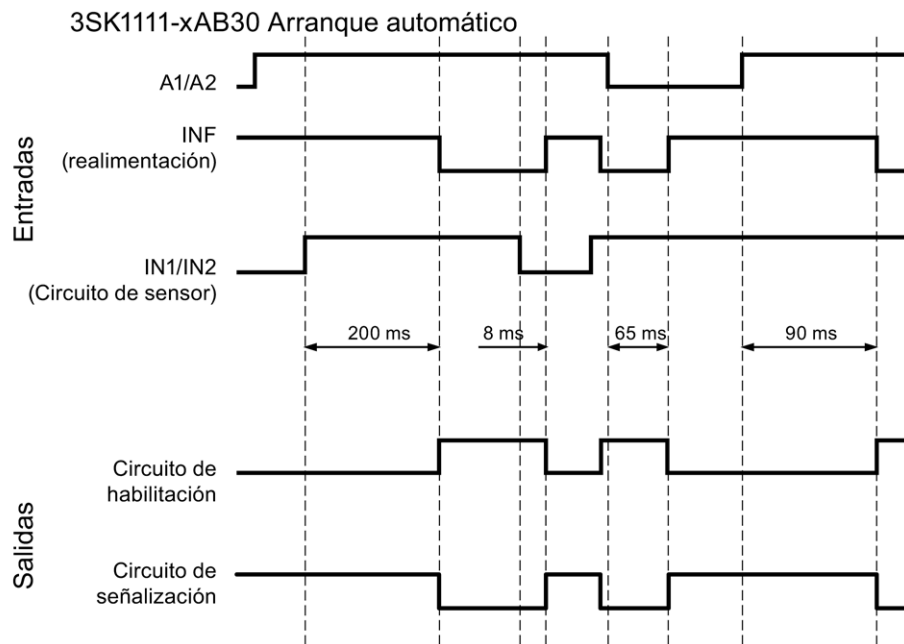 3SK1111-xAB30 Arranque automático
Entradas
A1/A2
INF
(realimentación)
IN1/IN2
(Circuito de sensor)
200 ms
8 ms
65 ms
90 ms
Salidas
Circuito de
habilitación
Circuito de
señalización